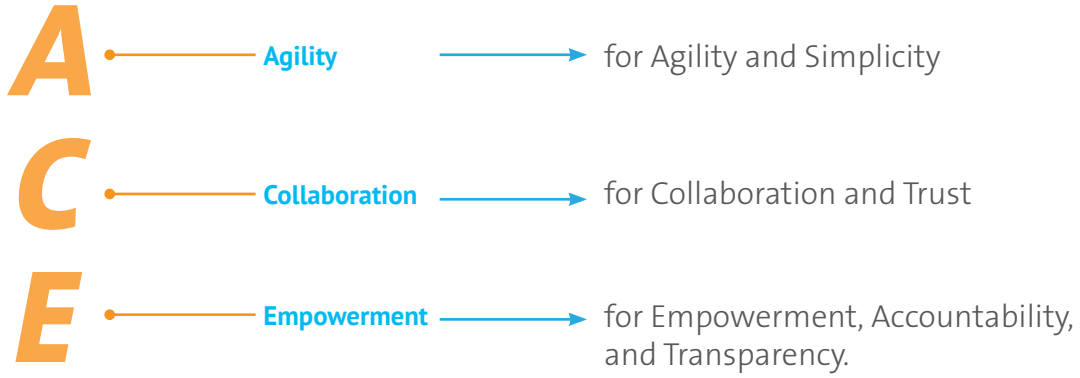 A Agility for Agility and Simplicity
C Collaboration for Collaboration and Trust
E Empowerment for Empowerment, Accountability,
and Transparency.